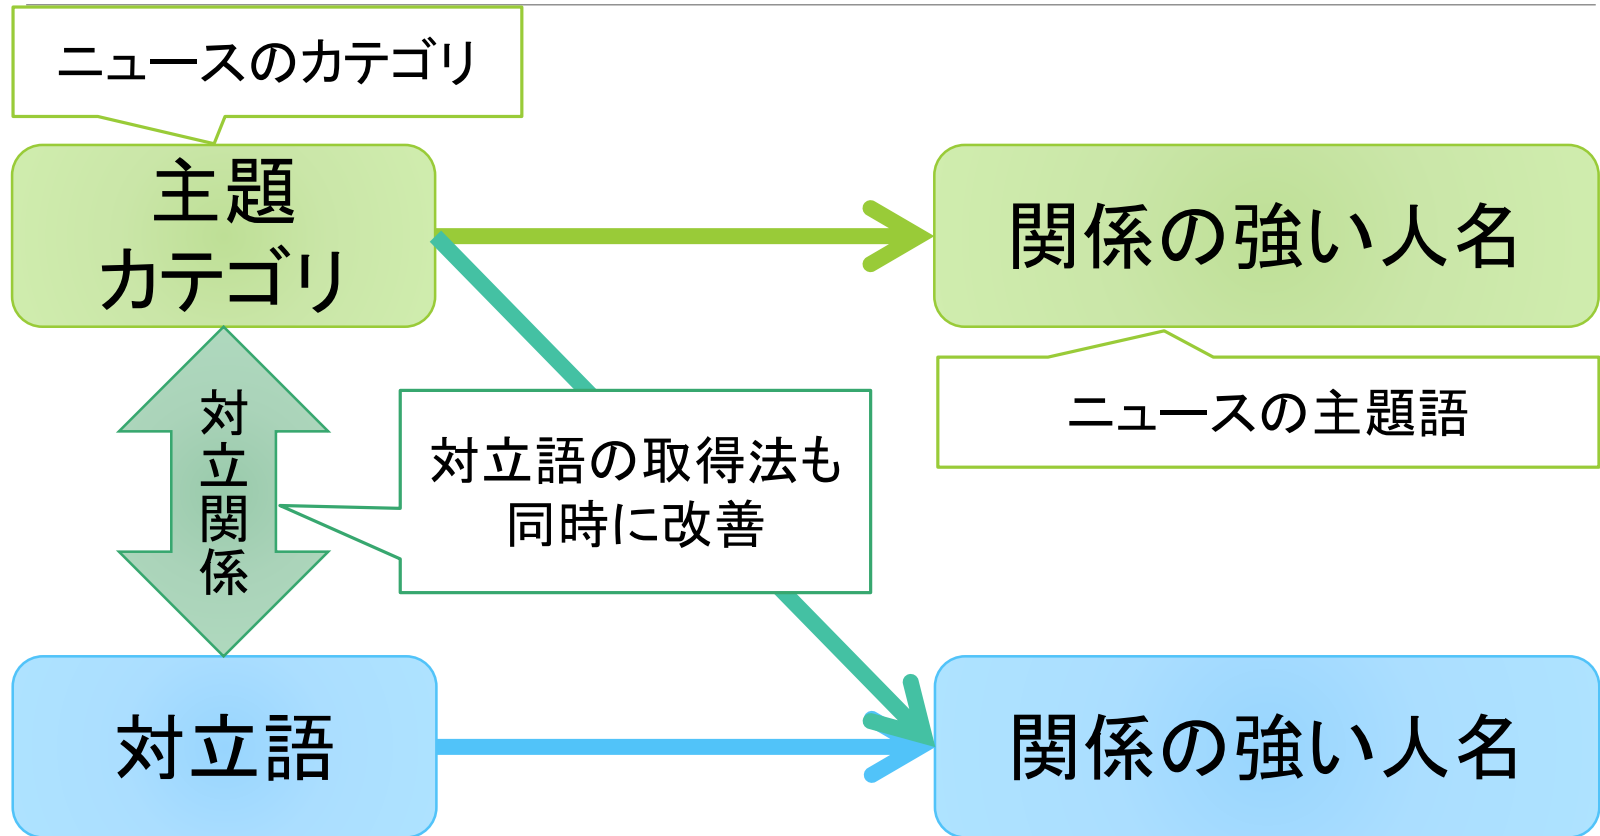 ニュースのカテゴリ
主題
カテゴリ
関係の強い人名
ニュースの主題語
対立関係
対立語の取得法も
同時に改善
対立語
関係の強い人名